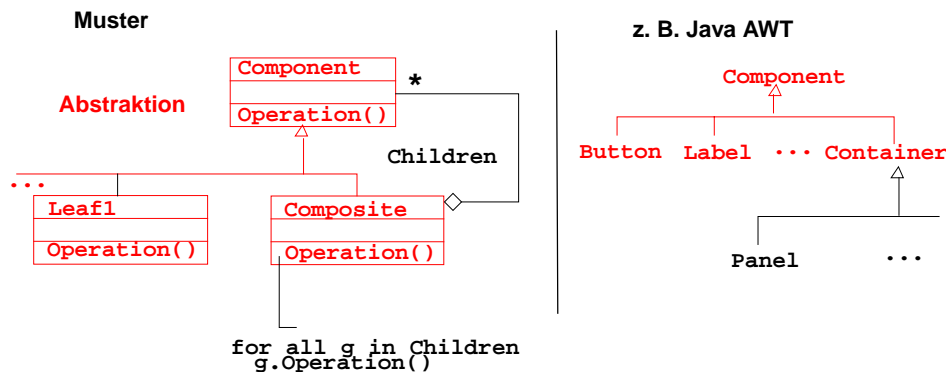 Muster
z. B. Java AWT
Component
*
Abstraktion
Operation()
Children
...
Leaf1
Operation()
Composite
Operation()
for all g in Children
g.Operation()
Component
Button Label ... Container
Panel ...